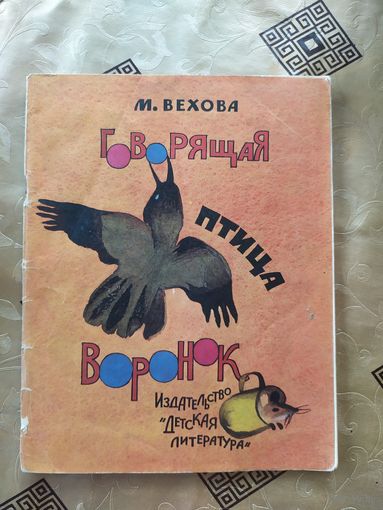 М. ВЕХОВА
ГОВОРЯЩАЯ
ПТИЦА
ВОРОНОК
ИЗДАТЕЛЬСТВО
"ДЕТСКАЯ
ЛИТЕРАТУРА"